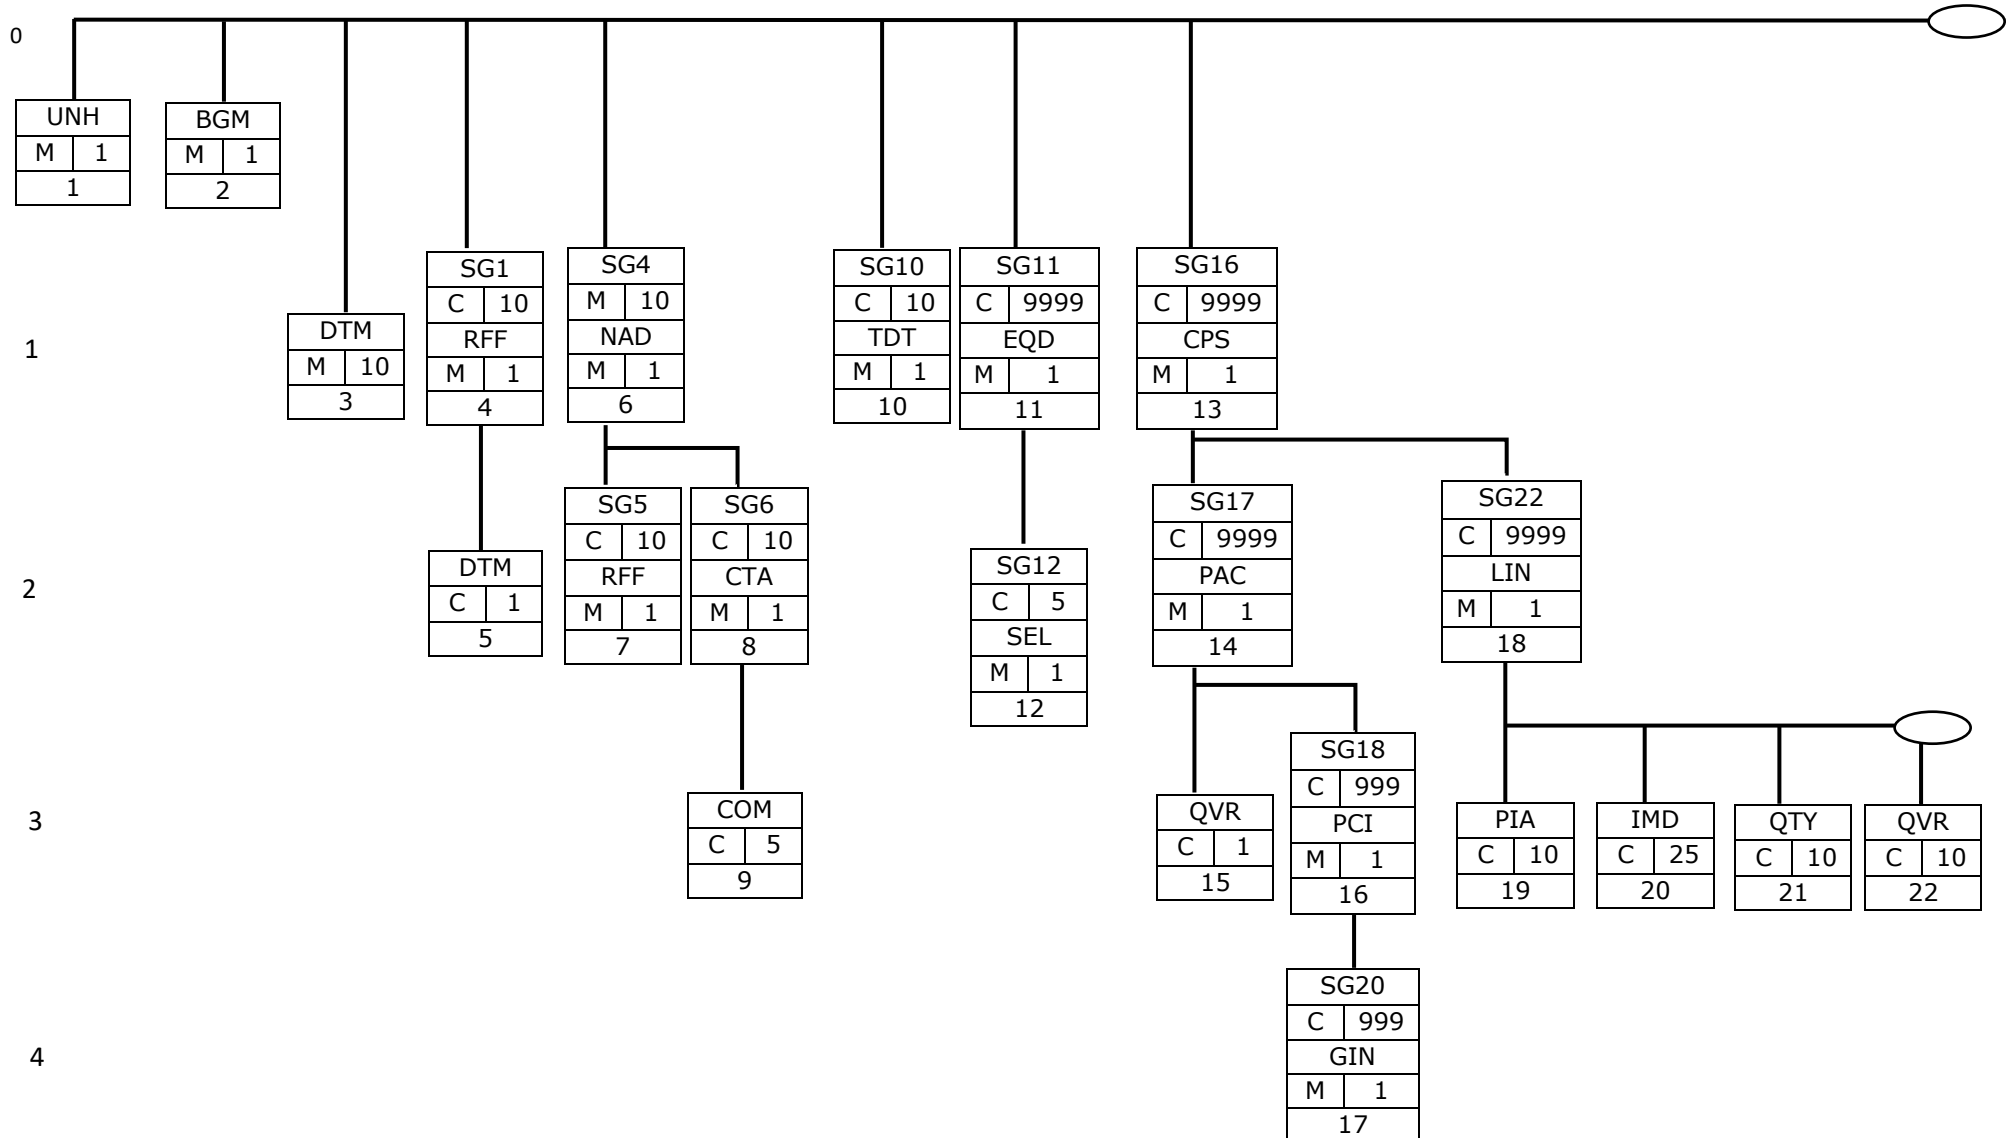 0
UNH
M 1
1
BGM
M 1
2
1
DTM
M 10
3
SG1
C 10
RFF
M 1
4
SG4
M 10
NAD
M 1
6
SG10
C 10
TDT
M 1
10
SG11
C 9999
EQD
M 1
11
SG16
C 9999
CPS
M 1
13
2
DTM
C 1
5
SG5
C 10
RFF
M 1
7
SG6
C 10
CTA
M 1
8
SG12
C 5
SEL
M 1
12
SG17
C 9999
PAC
M 1
14
SG22
C 9999
LIN
M 1
18
3
COM
C 5
9
QVR
C 1
15
SG18
C 999
PCI
M 1
16
PIA
C 10
19
IMD
C 25
20
QTY
C 10
21
QVR
C 10
22
4
SG20
C 999
GIN
M 1
17